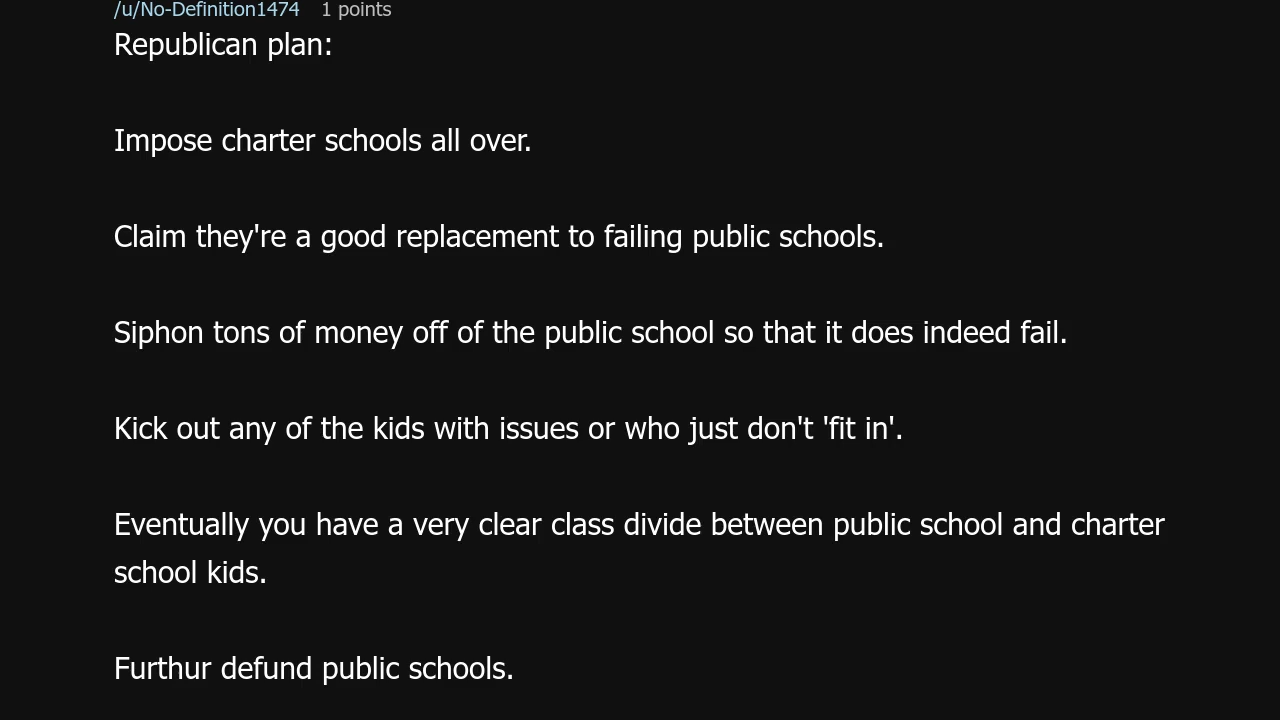 /u/No-Definition1474 1 points
Republican plan:
Impose charter schools all over.
Claim they're a good replacement to failing public schools.
Siphon tons of money off of the public school so that it does indeed fail.
Kick out any of the kids with issues or who just don't 'fit in'.
Eventually you have a very clear class divide between public school and charter
school kids.
Furthur defund public schools.